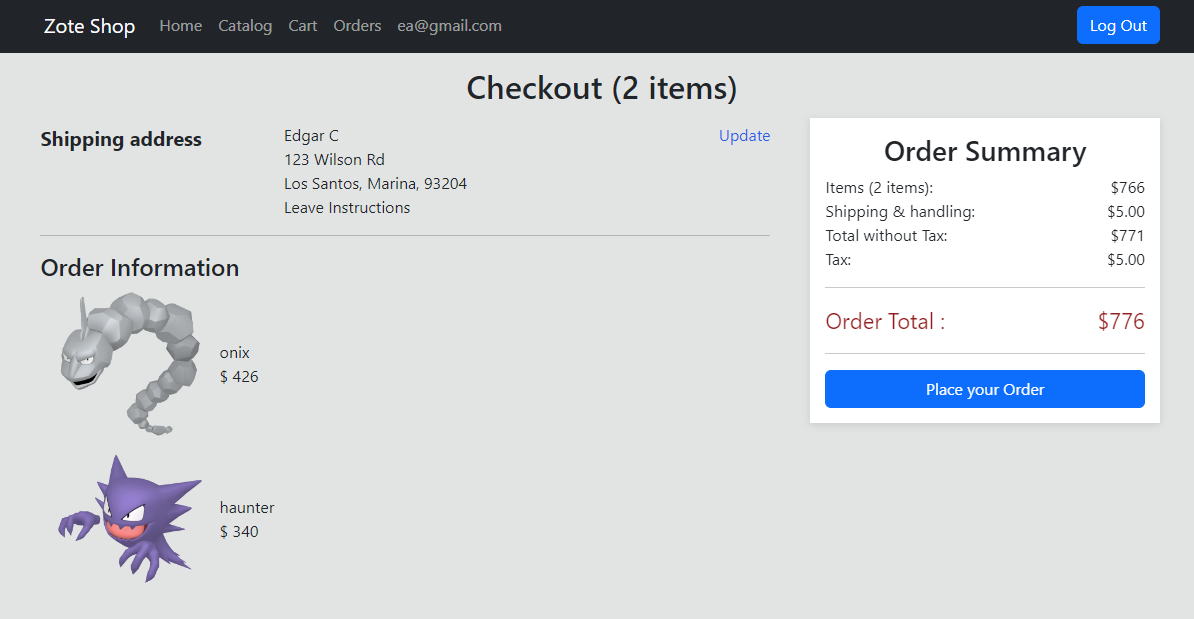 Zote Shop Home Catalog Cart Orders ea@gmail.com Log Out
Checkout (2 items)
Shipping address
Edgar C
123 Wilson Rd
Los Santos, Marina, 93204
Leave Instructions
Update
Order Information
onix
$ 426
haunter
$ 340
Order Summary
Items (2 items): $766
Shipping & handling: $5.00
Total without Tax: $771
Tax: $5.00
Order Total : $776
Place your Order